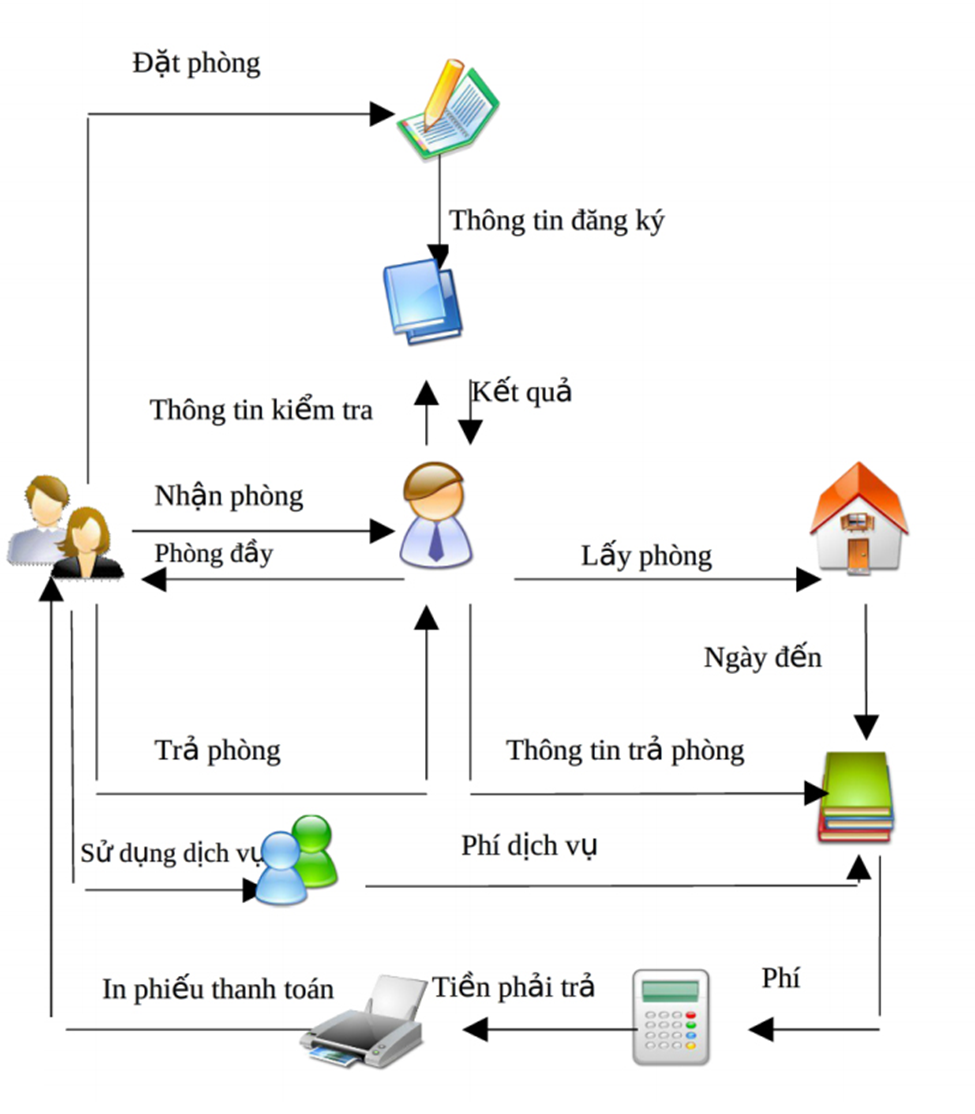 Đặt phòng
Thông tin đăng ký
Kết quả
Thông tin kiểm tra
Nhận phòng
Phòng đầy
Lấy phòng
Ngày đến
Trả phòng
Thông tin trả phòng
Sử dụng dịch vụ
Phí dịch vụ
In phiếu thanh toán
Tiền phải trả
Phí